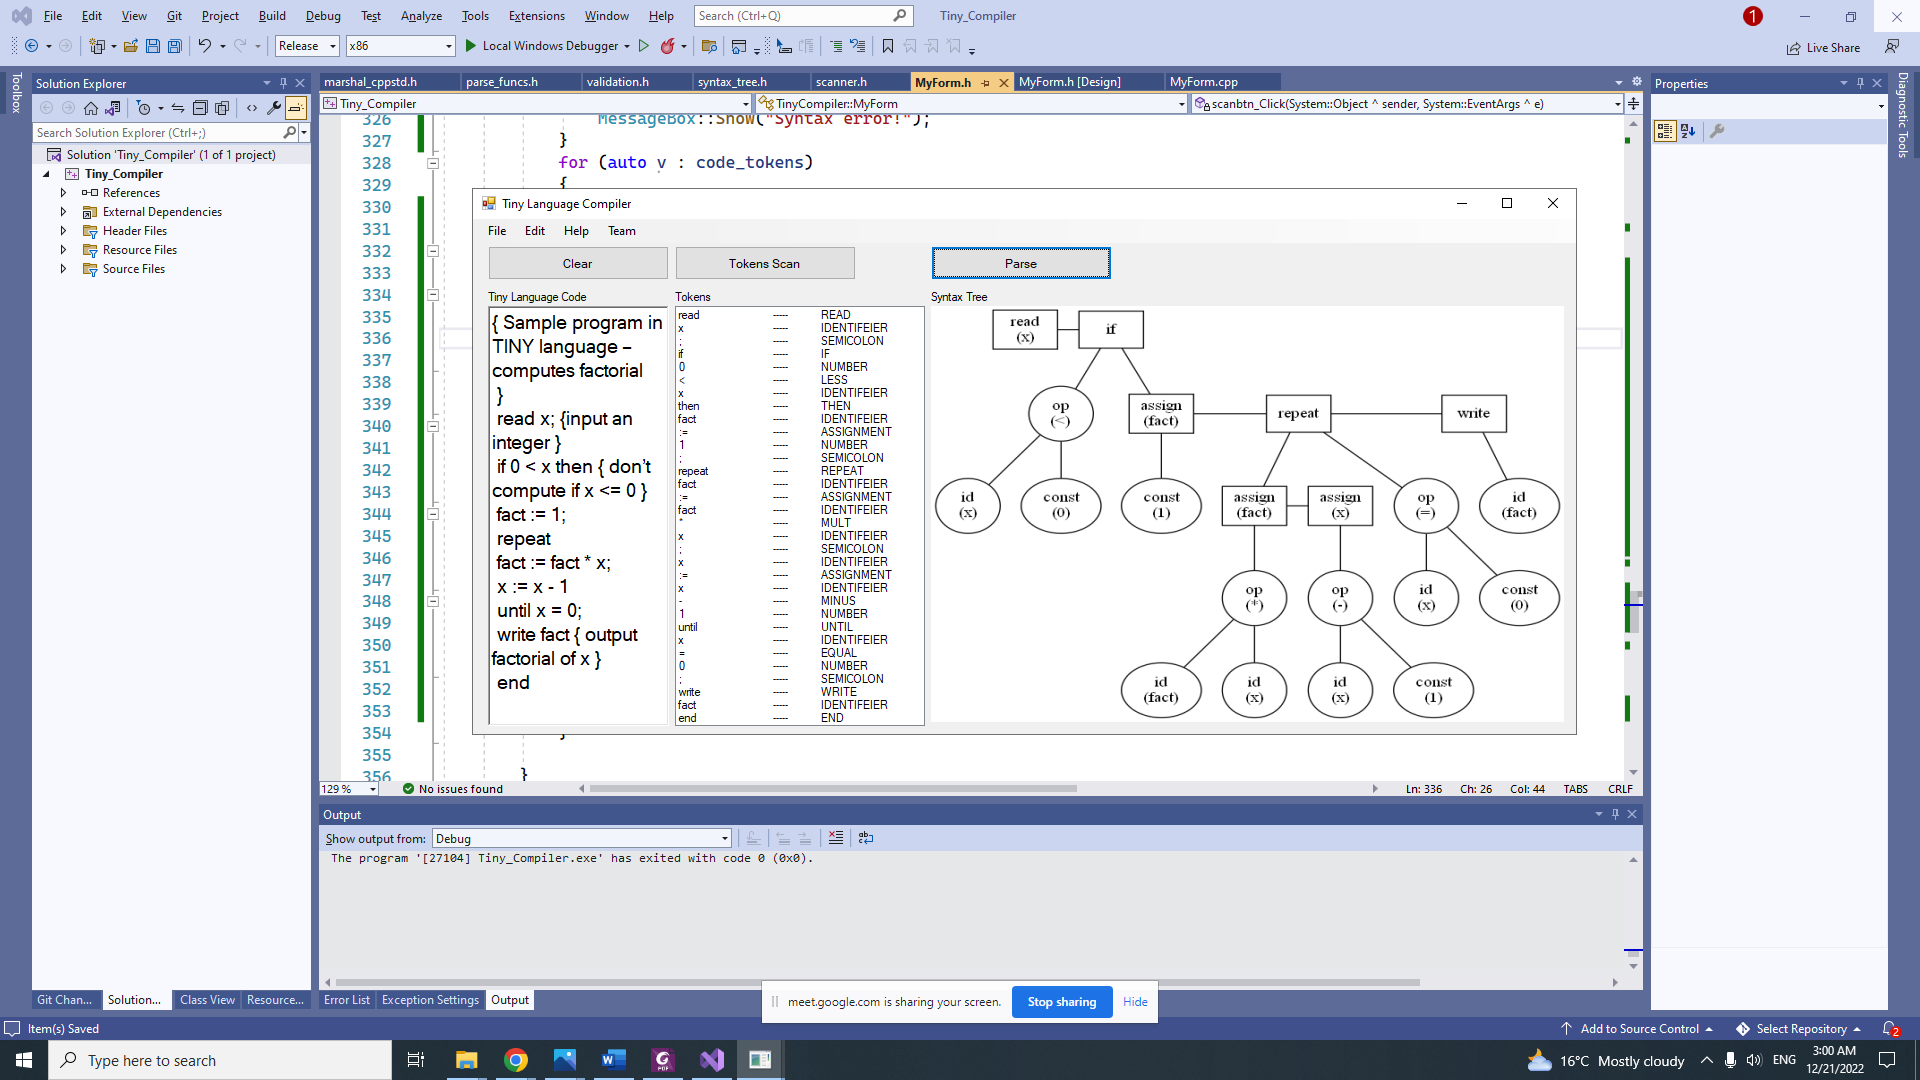 File Edit View Git Project Build Debug Test Analyze Tools Extensions Window Help Search (Ctrl+Q) Tiny_Compiler 1
Release x86 Local Windows Debugger Live Share
Toolbox
Solution Explorer
Search Solution Explorer (Ctrl+;)
Solution 'Tiny_Compiler' (1 of 1 project)
Tiny_Compiler
References
External Dependencies
Header Files
Resource Files
Source Files
Git Chan... Solution... Class View Resource...
marshal_cppstd.h parse_funcs.h validation.h syntax_tree.h scanner.h MyForm.h MyForm.h [Design] MyForm.cpp
Tiny_Compiler TinyCompiler::MyForm scanbtn_Click(System::Object ^ sender, System::EventArgs ^ e)
326 MessageBox::Show("Syntax error!");
327 }
328 for (auto v : code_tokens)
329 {
330
331
332
333
334
335
336
337
338
339
340
341
342
343
344
345
346
347
348
349
350
351
352
353
354 }
355
356 }
Tiny Language Compiler
File Edit Help Team
Clear Tokens Scan Parse
Tiny Language Code
{ Sample program in
TINY language –
computes factorial
}
read x; {input an
integer }
if 0 < x then { don't
compute if x <= 0 }
fact := 1;
repeat
fact := fact * x;
x := x - 1
until x = 0;
write fact { output
factorial of x }
end
Tokens
read ----- READ
x ----- IDENTIFEIER
; ----- SEMICOLON
if ----- IF
0 ----- NUMBER
< ----- LESS
x ----- IDENTIFEIER
then ----- THEN
fact ----- IDENTIFEIER
:= ----- ASSIGNMENT
1 ----- NUMBER
; ----- SEMICOLON
repeat ----- REPEAT
fact ----- IDENTIFEIER
:= ----- ASSIGNMENT
fact ----- IDENTIFEIER
* ----- MULT
x ----- IDENTIFEIER
; ----- SEMICOLON
x ----- IDENTIFEIER
:= ----- ASSIGNMENT
x ----- IDENTIFEIER
- ----- MINUS
1 ----- NUMBER
until ----- UNTIL
x ----- IDENTIFEIER
= ----- EQUAL
0 ----- NUMBER
; ----- SEMICOLON
write ----- WRITE
fact ----- IDENTIFEIER
end ----- END
Syntax Tree
read
(x)
if
op
(<)
assign
(fact)
repeat
write
id
(x)
const
(0)
const
(1)
assign
(fact)
assign
(x)
op
(=)
id
(fact)
op
(*)
op
(-)
id
(x)
const
(0)
id
(fact)
id
(x)
id
(x)
const
(1)
129 % No issues found Ln: 336 Ch: 26 Col: 44 TABS CRLF
Output
Show output from: Debug
The program '[27104] Tiny_Compiler.exe' has exited with code 0 (0x0).
Error List Exception Settings Output
Properties
Diagnostic Tools
meet.google.com is sharing your screen. Stop sharing Hide
Item(s) Saved Add to Source Control Select Repository 2
Type here to search 16°C Mostly cloudy ENG 3:00 AM
12/21/2022